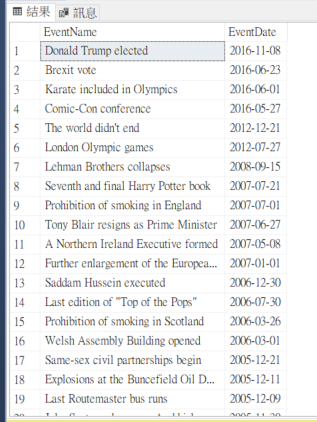 結果 訊息
EventName EventDate
1 Donald Trump elected 2016-11-08
2 Brexit vote 2016-06-23
3 Karate included in Olympics 2016-06-01
4 Comic-Con conference 2016-05-27
5 The world didn't end 2012-12-21
6 London Olympic games 2012-07-27
7 Lehman Brothers collapses 2008-09-15
8 Seventh and final Harry Potter book 2007-07-21
9 Prohibition of smoking in England 2007-07-01
10 Tony Blair resigns as Prime Minister 2007-06-27
11 A Northern Ireland Executive formed 2007-05-08
12 Further enlargement of the Europea... 2007-01-01
13 Saddam Hussein executed 2006-12-30
14 Last edition of "Top of the Pops" 2006-07-30
15 Prohibition of smoking in Scotland 2006-03-26
16 Welsh Assembly Building opened 2006-03-01
17 Same-sex civil partnerships begin 2005-12-21
18 Explosions at the Buncefield Oil D... 2005-12-11
19 Last Routemaster bus runs 2005-12-09